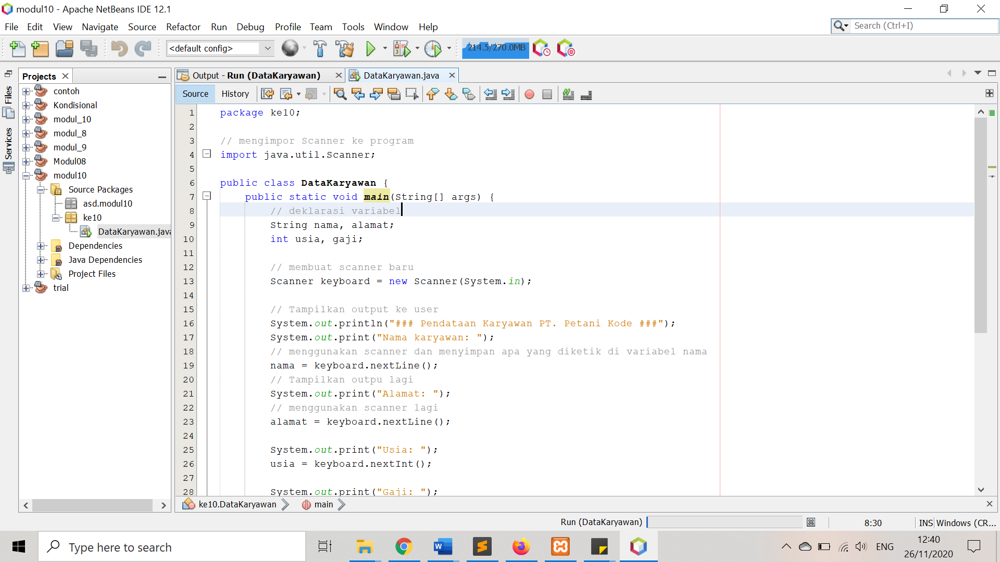 modul10 - Apache NetBeans IDE 12.1
File Edit View Navigate Source Refactor Run Debug Profile Team Tools Window Help
Search (Ctrl+I)
<default config>
214.5/270.0MB
Files
Services
Projects
contoh
Kondisional
modul_10
modul_8
modul_9
Modul08
modul10
Source Packages
asd.modul10
ke10
DataKaryawan.java
Dependencies
Java Dependencies
Project Files
trial
Output - Run (DataKaryawan)
DataKaryawan.java
Source History
1 package ke10;
2
3 // mengimpor Scanner ke program
4 import java.util.Scanner;
5
6 public class DataKaryawan {
7 public static void main(String[] args) {
8 // deklarasi variabel
9 String nama, alamat;
10 int usia, gaji;
11
12 // membuat scanner baru
13 Scanner keyboard = new Scanner(System.in);
14
15 // Tampilkan output ke user
16 System.out.println("### Pendataan Karyawan PT. Petani Kode ###");
17 System.out.print("Nama karyawan: ");
18 // menggunakan scanner dan menyimpan apa yang diketik di variabel nama
19 nama = keyboard.nextLine();
20 // Tampilkan outpu lagi
21 System.out.print("Alamat: ");
22 // menggunakan scanner lagi
23 alamat = keyboard.nextLine();
24
25 System.out.print("Usia: ");
26 usia = keyboard.nextInt();
27
28 System.out.print("Gaji: ");
ke10.DataKaryawan main
Run (DataKaryawan)
8:30
INS Windows (CR...
Type here to search
ENG
12:40
26/11/2020